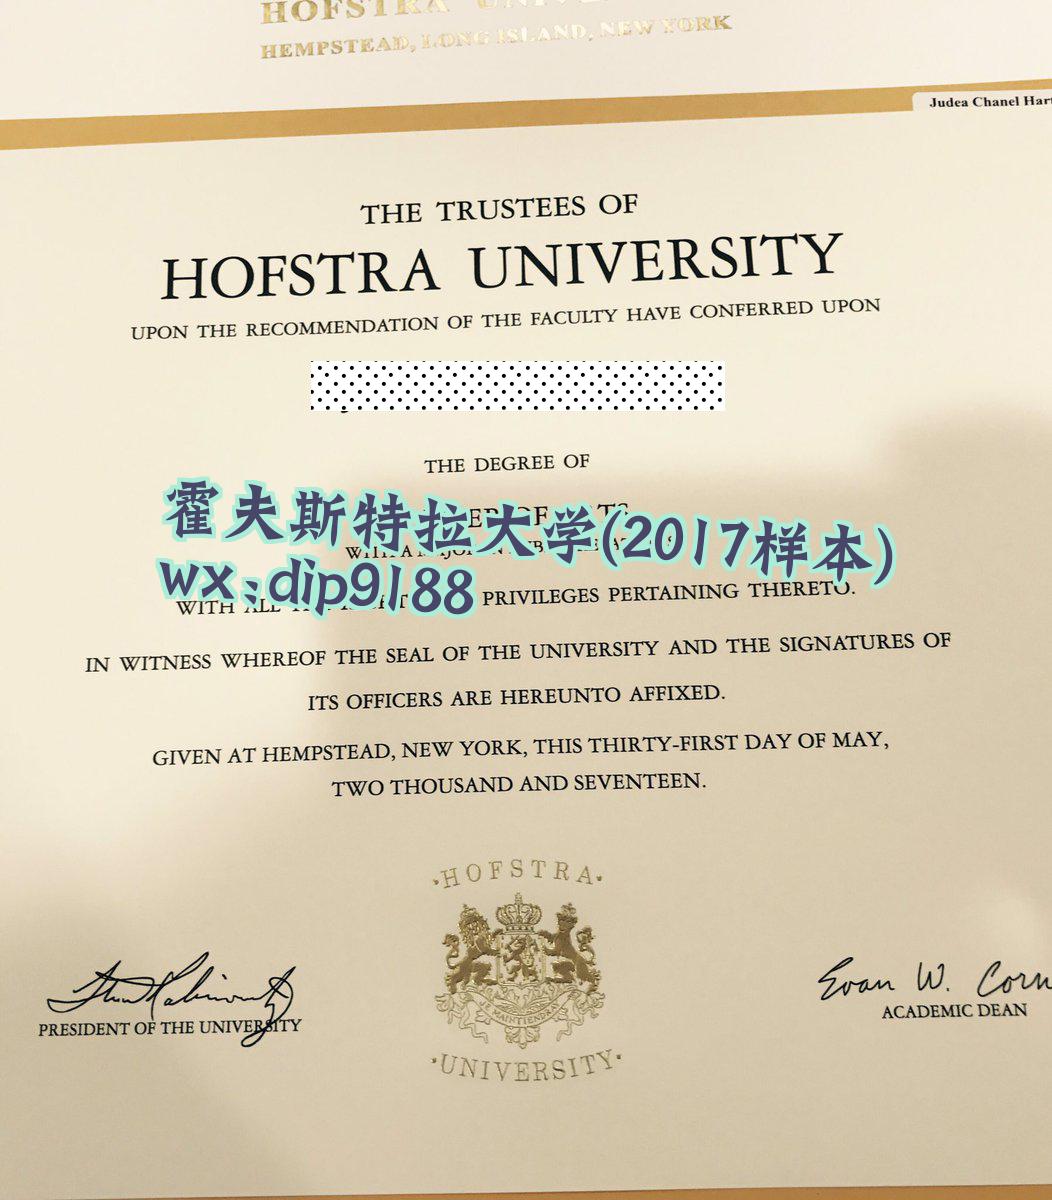 HOFSTRA
HEMPSTEAD, LONG ISLAND, NEW YORK
Judea Chanel
THE TRUSTEES OF
HOFSTRA UNIVERSITY
UPON THE RECOMMENDATION OF THE FACULTY HAVE CONFERRED UPON
THE DEGREE OF
霍夫斯特拉大学(2017样本)
wx:dip9188
WITH ALL PRIVILEGES PERTAINING THERETO.
IN WITNESS WHEREOF THE SEAL OF THE UNIVERSITY AND THE SIGNATURES OF
ITS OFFICERS ARE HEREUNTO AFFIXED.
GIVEN AT HEMPSTEAD, NEW YORK, THIS THIRTY-FIRST DAY OF MAY,
TWO THOUSAND AND SEVENTEEN.
·HOFSTRA·
·UNIVERSITY·
PRESIDENT OF THE UNIVERSITY
Evan W.
ACADEMIC DEAN